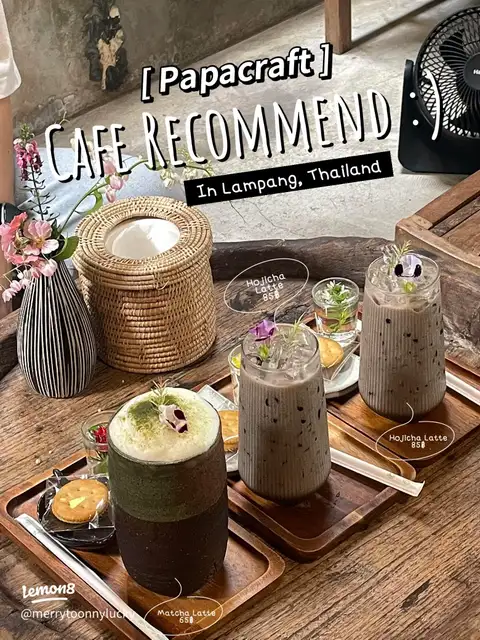 [ Papacraft ]
CAFE RECOMMEND :)
In Lampang, Thailand
Hojicha
Latte
85฿
Hojicha Latte
85฿
lemon8
@merrytoonnylucky
Matcha Latte
65฿